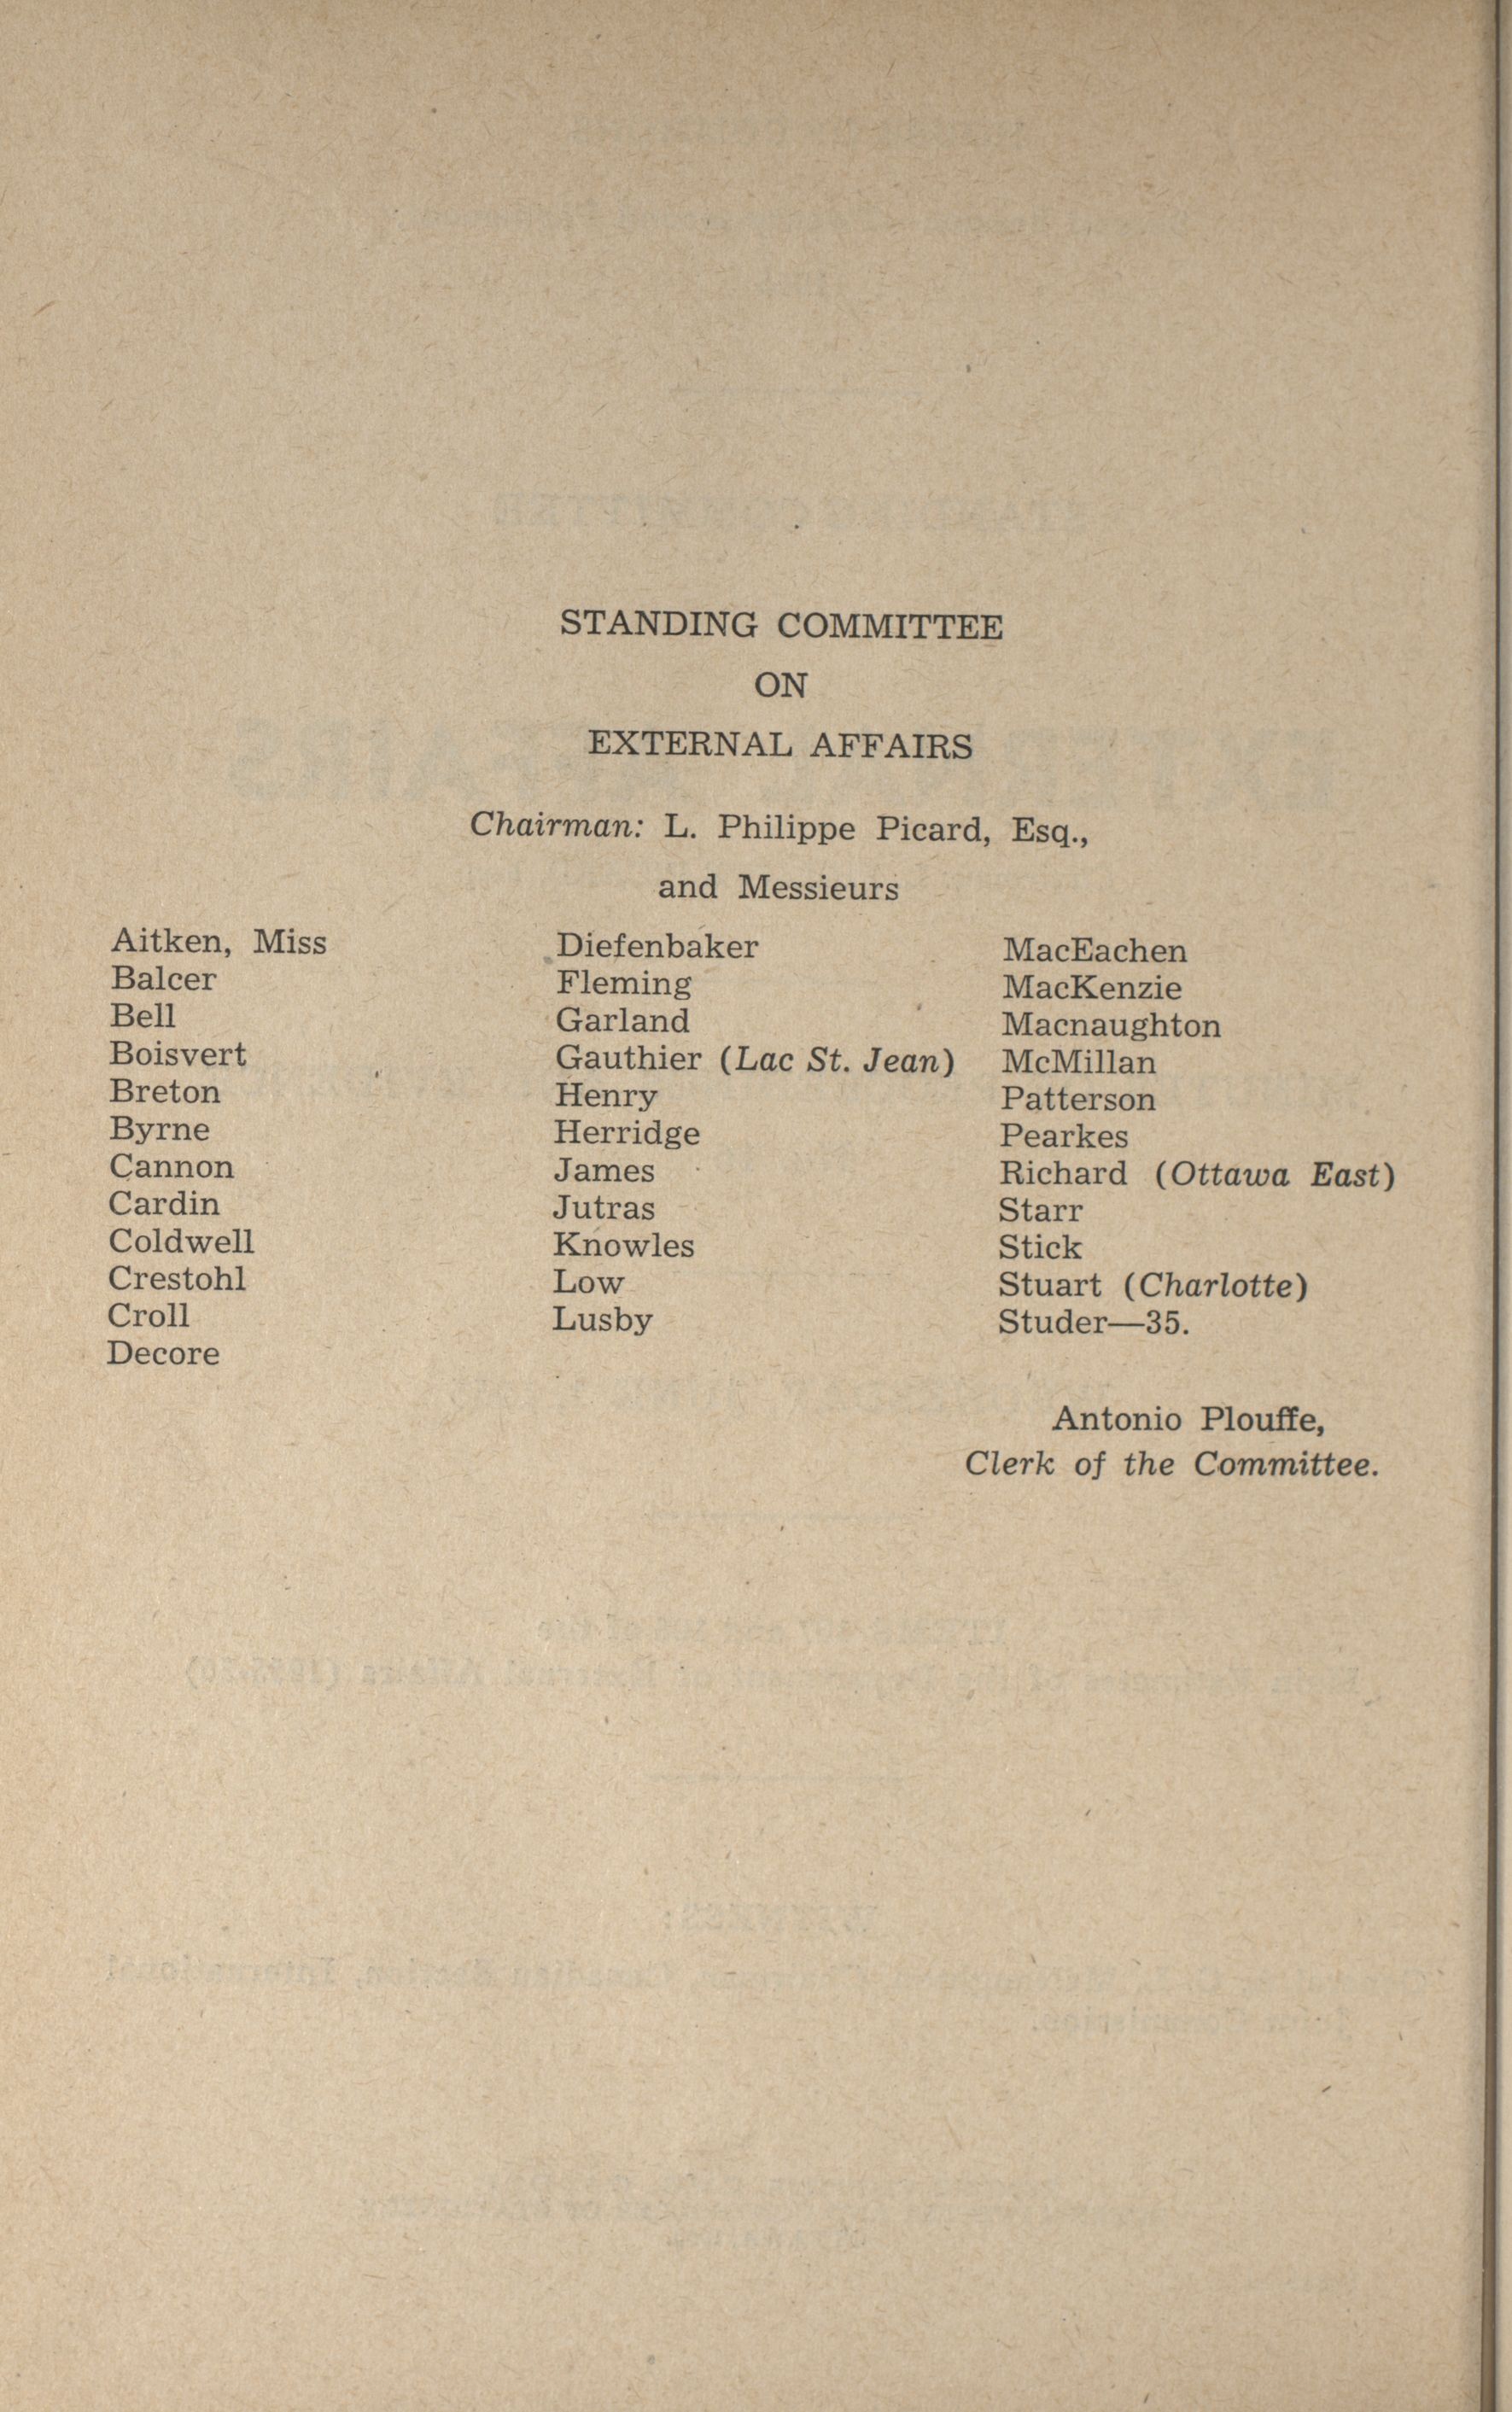 STANDING COMMITTEE
ON
EXTERNAL AFFAIRS
Chairman: L. Philippe Picard, Esq.,
and Messieurs
Aitken, Miss
Balcer
Bell
Boisvert
Breton
Byrne
Cannon
Cardin
Coldwell
Crestohl
Croll
Decore
Diefenbaker
Fleming
Garland
Gauthier (Lac St. Jean)
Henry
Herridge
James
Jutras
Knowles
Low
Lusby
MacEachen
MacKenzie
Macnaughton
McMillan
Patterson
Pearkes
Richard (Ottawa East)
Starr
Stick
Stuart (Charlotte)
Studer—35.
Antonio Plouffe,
Clerk of the Committee.